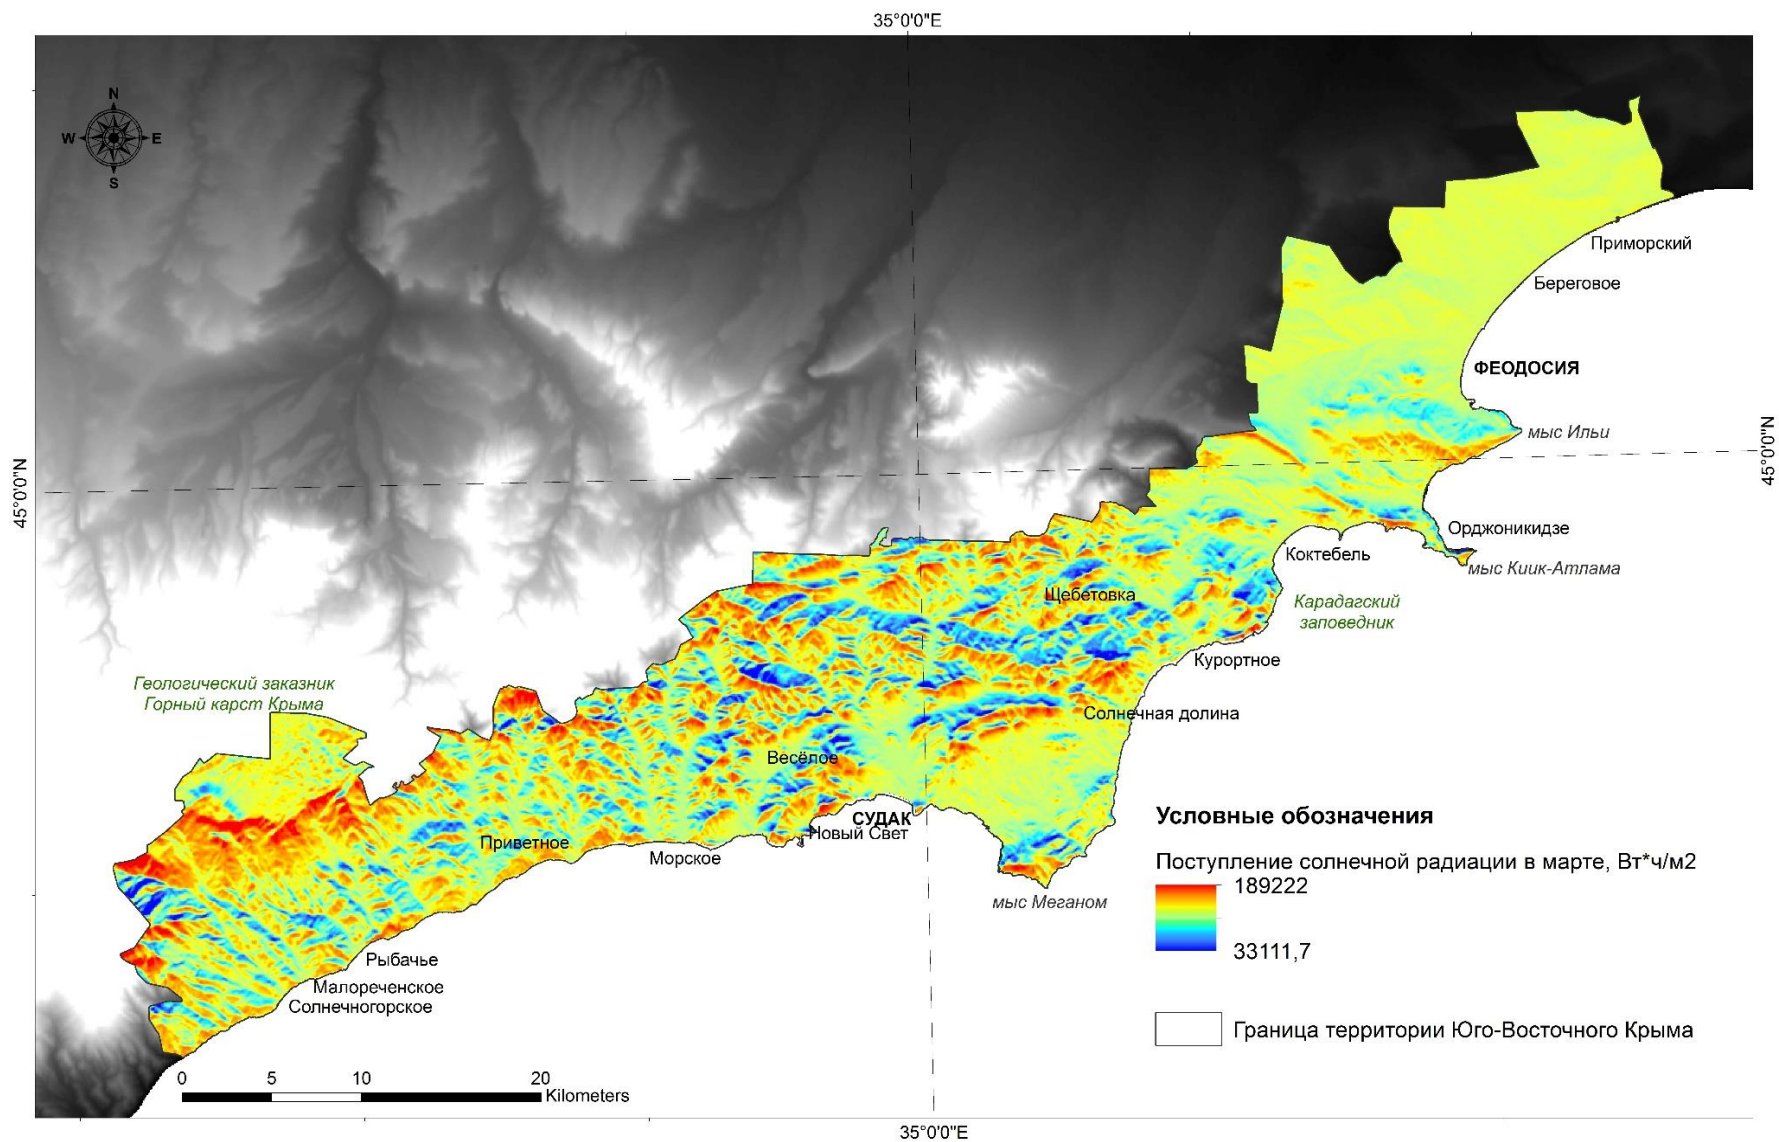 35°0'0"E
N
W
E
S
Приморский
Береговое
ФЕОДОСИЯ
мыс Ильи
45°0'0"N
45°0'0"N
Орджоникидзе
Коктебель
мыс Киик-Атлама
Щебетовка
Карадагский
заповедник
Курортное
Геологический заказник
Горный карст Крыма
Солнечная долина
Весёлое
СУДАК
Новый Свет
Приветное
Морское
мыс Меганом
Рыбачье
Малореченское
Солнечногорское
Условные обозначения
Поступление солнечной радиации в марте, Вт*ч/м2
189222
33111,7
Граница территории Юго-Восточного Крыма
0 5 10 20
Kilometers
35°0'0"E